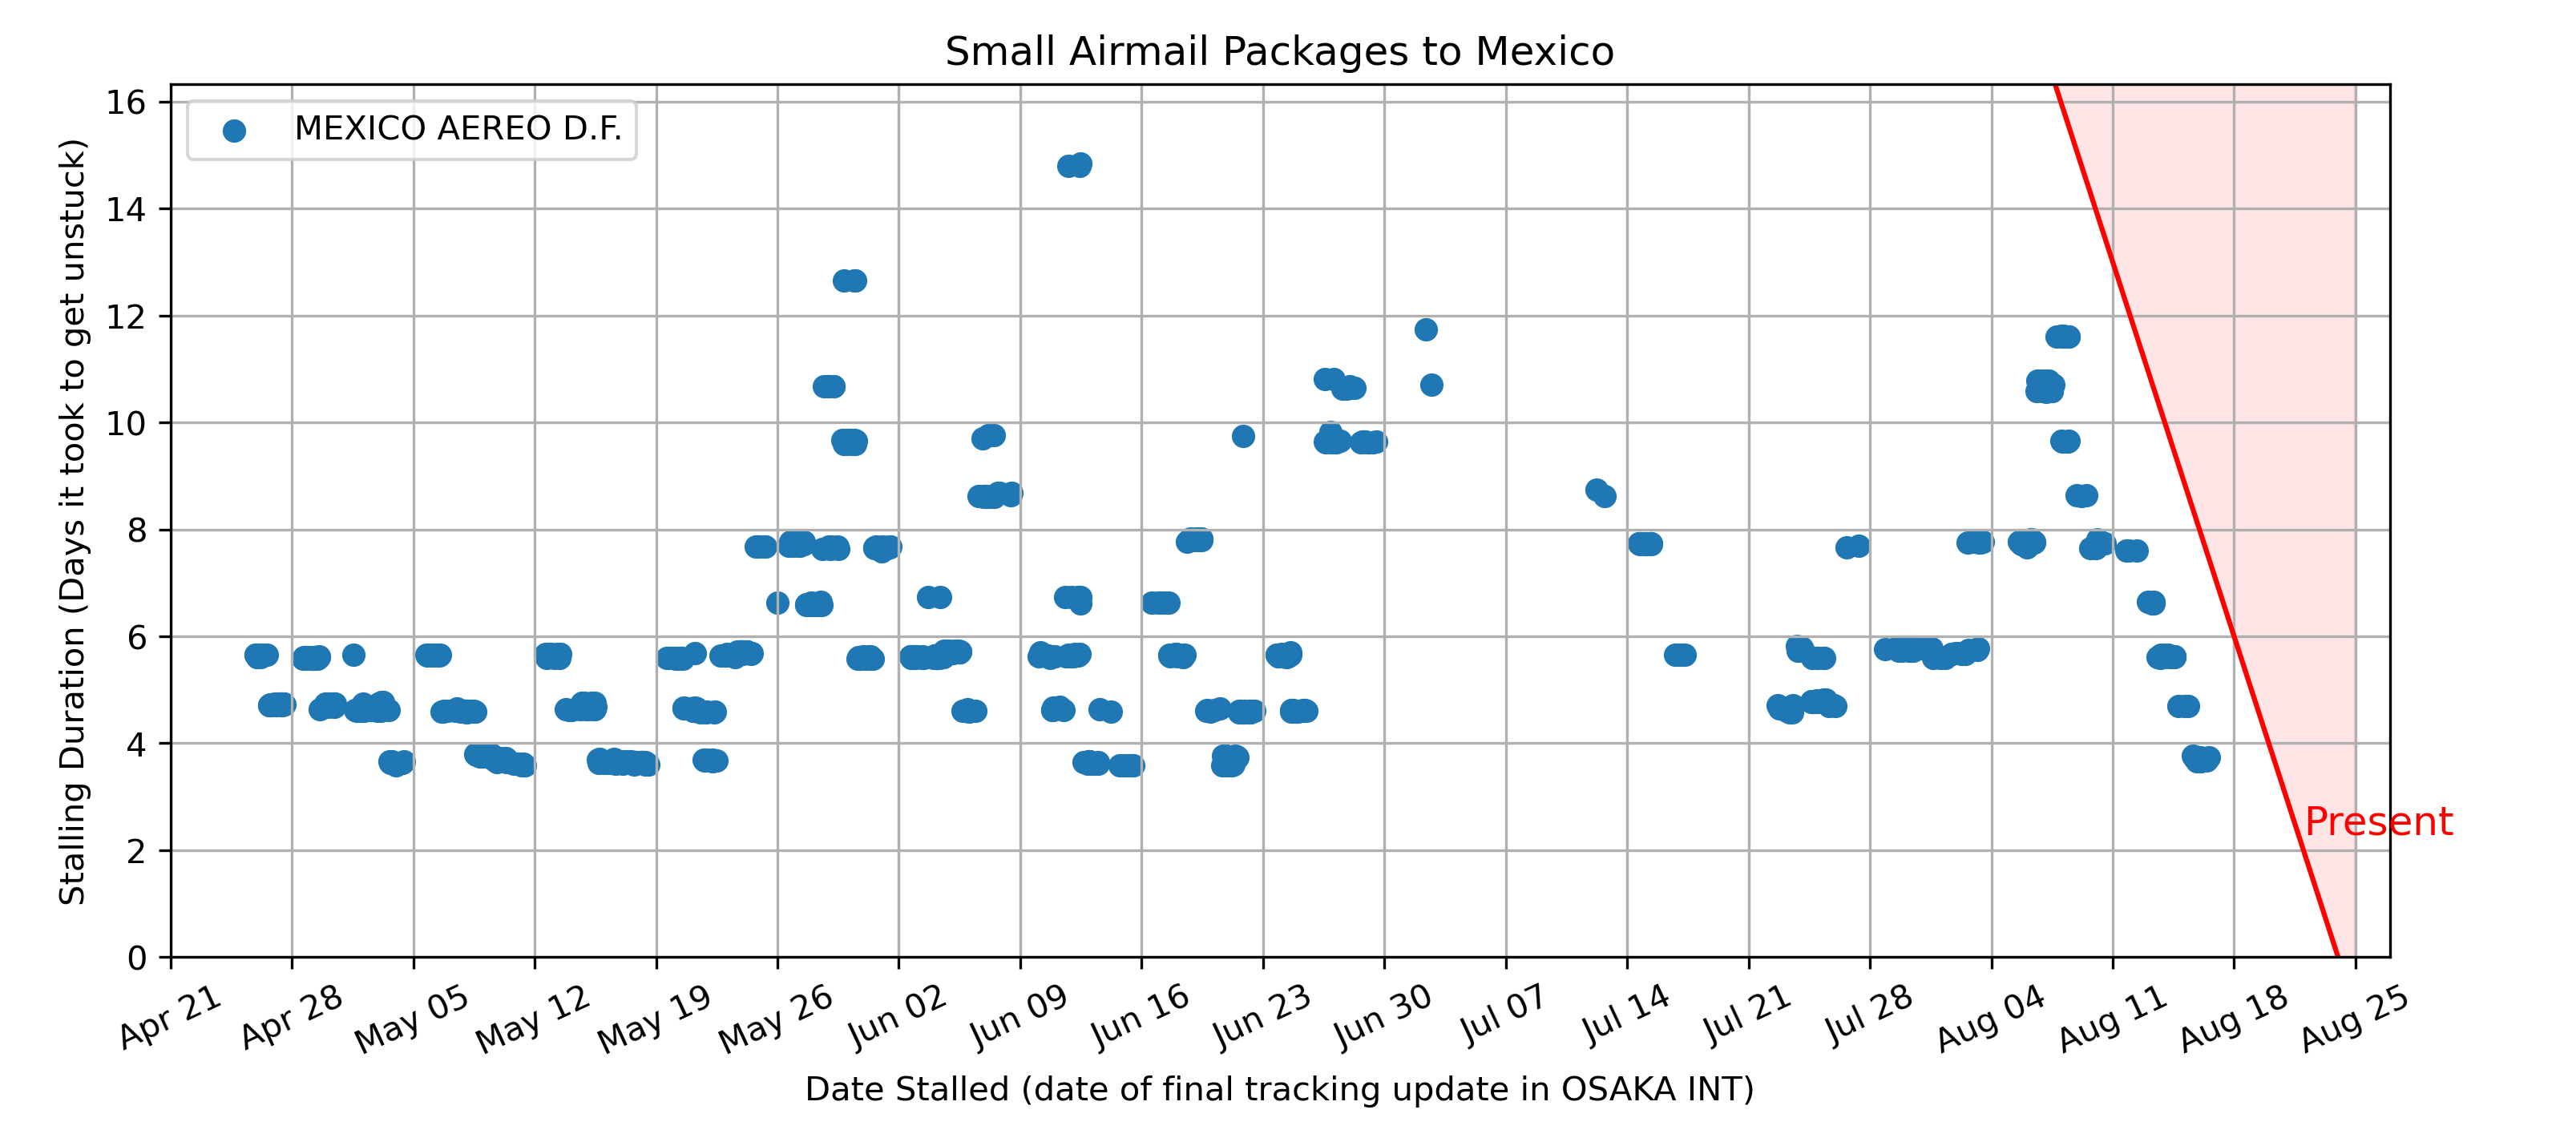 Small Airmail Packages to Mexico
MEXICO AEREO D.F.
Stalling Duration (Days it took to get unstuck)
16
14
12
10
8
6
4
2
0
Present
Apr 21
Apr 28
May 05
May 12
May 19
May 26
Jun 02
Jun 09
Jun 16
Jun 23
Jun 30
Jul 07
Jul 14
Jul 21
Jul 28
Aug 04
Aug 11
Aug 18
Aug 25
Date Stalled (date of final tracking update in OSAKA INT)